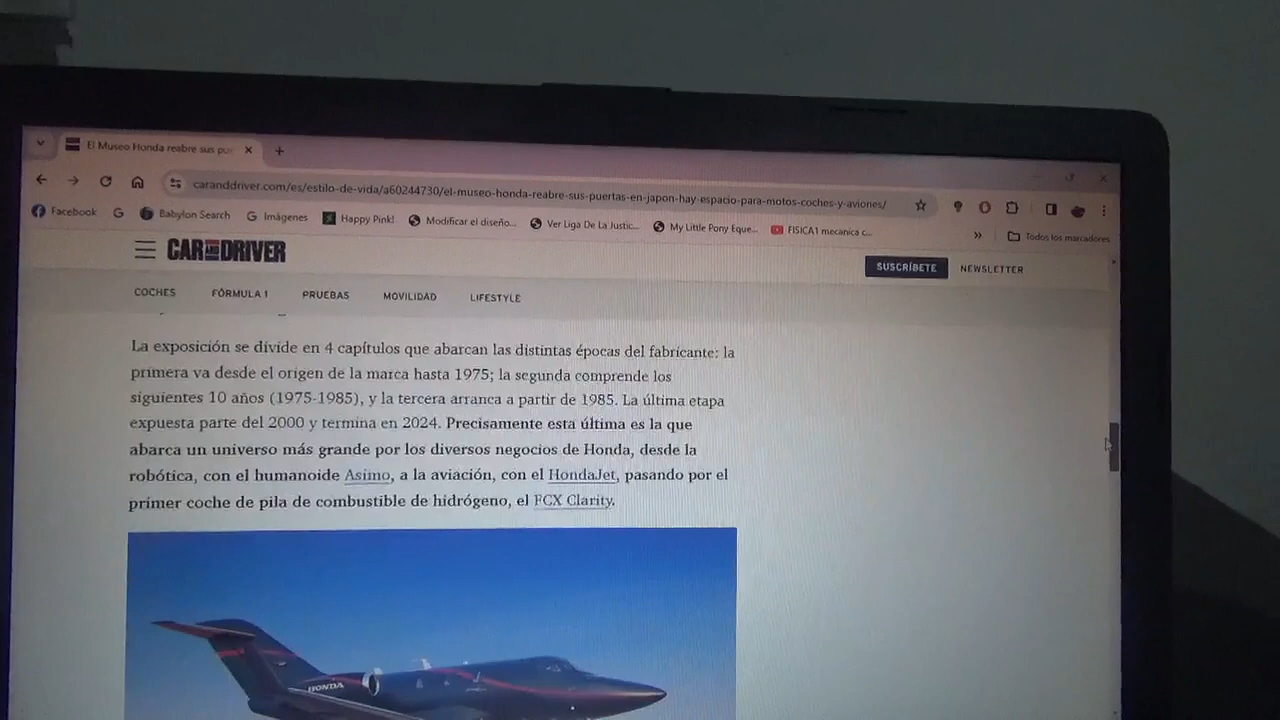 El Museo Honda reabre sus pu
caranddriver.com/es/estilo-de-vida/a60244730/el-museo-honda-reabre-sus-puertas-en-japon-hay-espacio-para-motos-coches-y-aviones/
Facebook Babylon Search Imágenes Happy Pink! Modificar el diseño... Ver Liga De La Justic... My Little Pony Eque... FISICA1 mecanica c... Todos los marcadores
CAR AND DRIVER SUSCRÍBETE NEWSLETTER
COCHES FÓRMULA 1 PRUEBAS MOVILIDAD LIFESTYLE
La exposición se divide en 4 capítulos que abarcan las distintas épocas del fabricante: la
primera va desde el origen de la marca hasta 1975; la segunda comprende los
siguientes 10 años (1975-1985), y la tercera arranca a partir de 1985. La última etapa
expuesta parte del 2000 y termina en 2024. Precisamente esta última es la que
abarca un universo más grande por los diversos negocios de Honda, desde la
robótica, con el humanoide Asimo, a la aviación, con el HondaJet, pasando por el
primer coche de pila de combustible de hidrógeno, el FCX Clarity.
HONDA